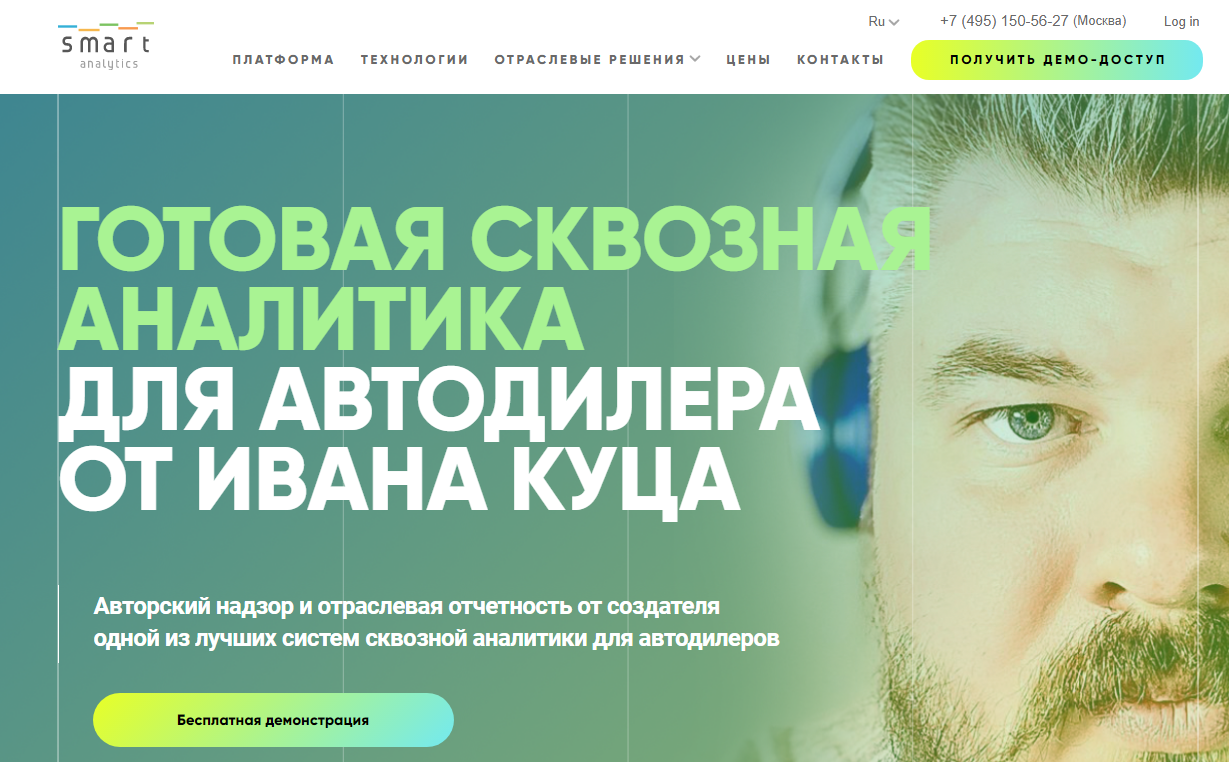 smart
analytics
Ru
+7 (495) 150-56-27 (Москва)
Log in
ПЛАТФОРМА
ТЕХНОЛОГИИ
ОТРАСЛЕВЫЕ РЕШЕНИЯ
ЦЕНЫ
КОНТАКТЫ
ПОЛУЧИТЬ ДЕМО-ДОСТУП
ГОТОВАЯ СКВОЗНАЯ
АНАЛИТИКА
ДЛЯ АВТОДИЛЕРА
ОТ ИВАНА КУЦА
Авторский надзор и отраслевая отчетность от создателя
одной из лучших систем сквозной аналитики для автодилеров
Бесплатная демонстрация